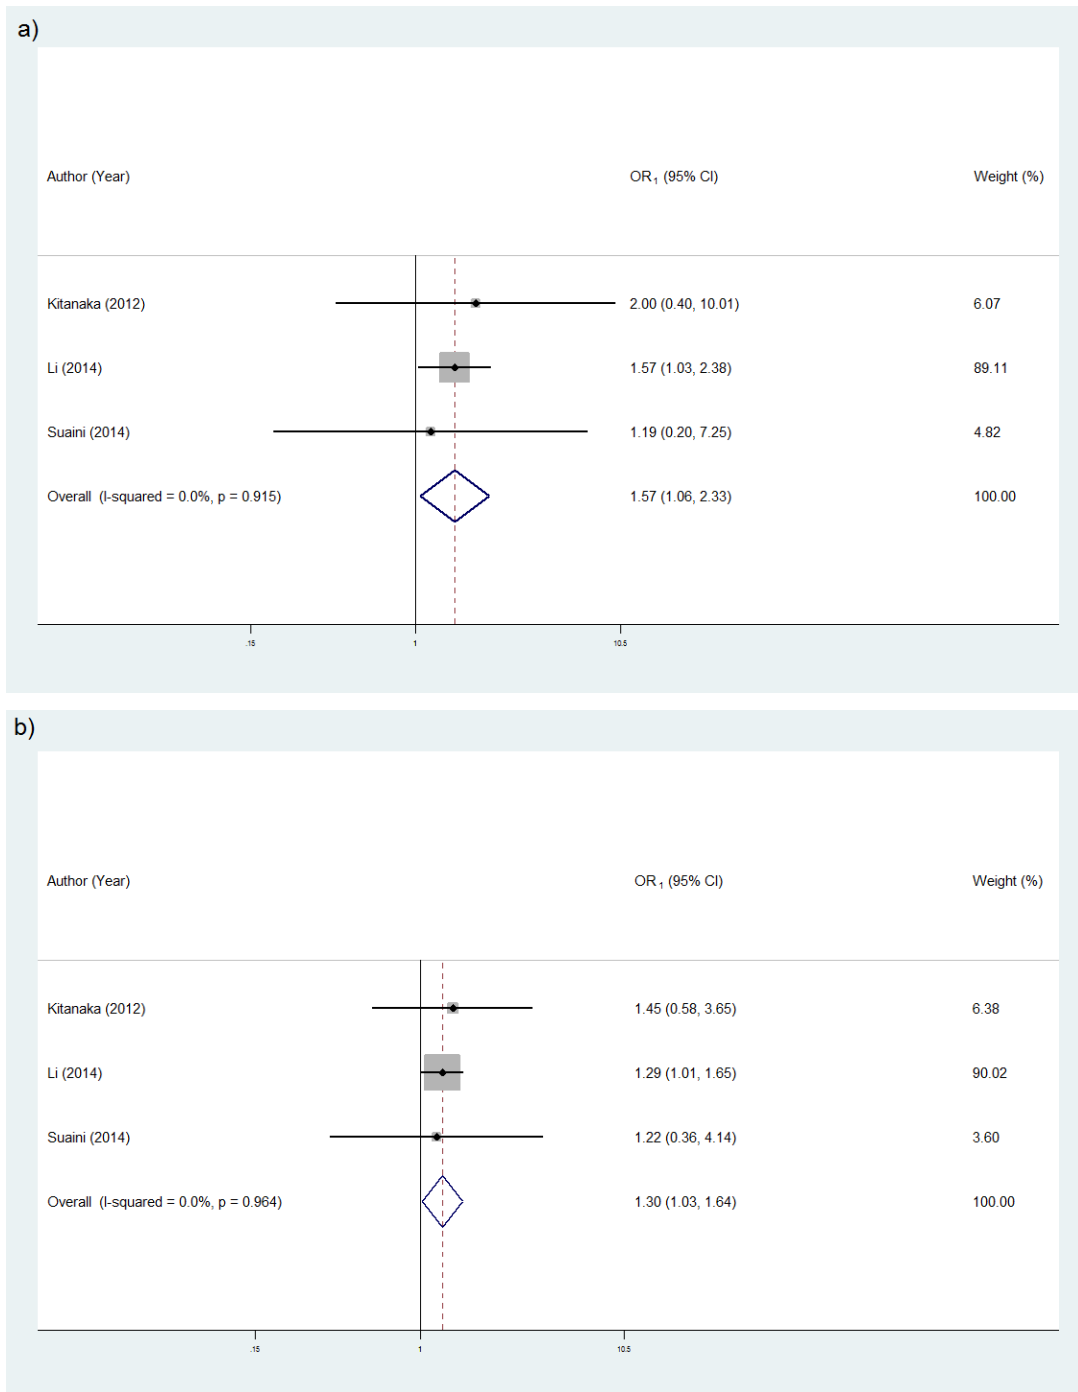 a)
Author (Year) OR1 (95% CI) Weight (%)
Kitanaka (2012) 2.00 (0.40, 10.01) 6.07
Li (2014) 1.57 (1.03, 2.38) 89.11
Suaini (2014) 1.19 (0.20, 7.25) 4.82
Overall (I-squared = 0.0%, p = 0.915) 1.57 (1.06, 2.33) 100.00
.15 1 10.5
b)
Author (Year) OR1 (95% CI) Weight (%)
Kitanaka (2012) 1.45 (0.58, 3.65) 6.38
Li (2014) 1.29 (1.01, 1.65) 90.02
Suaini (2014) 1.22 (0.36, 4.14) 3.60
Overall (I-squared = 0.0%, p = 0.964) 1.30 (1.03, 1.64) 100.00
.15 1 10.5